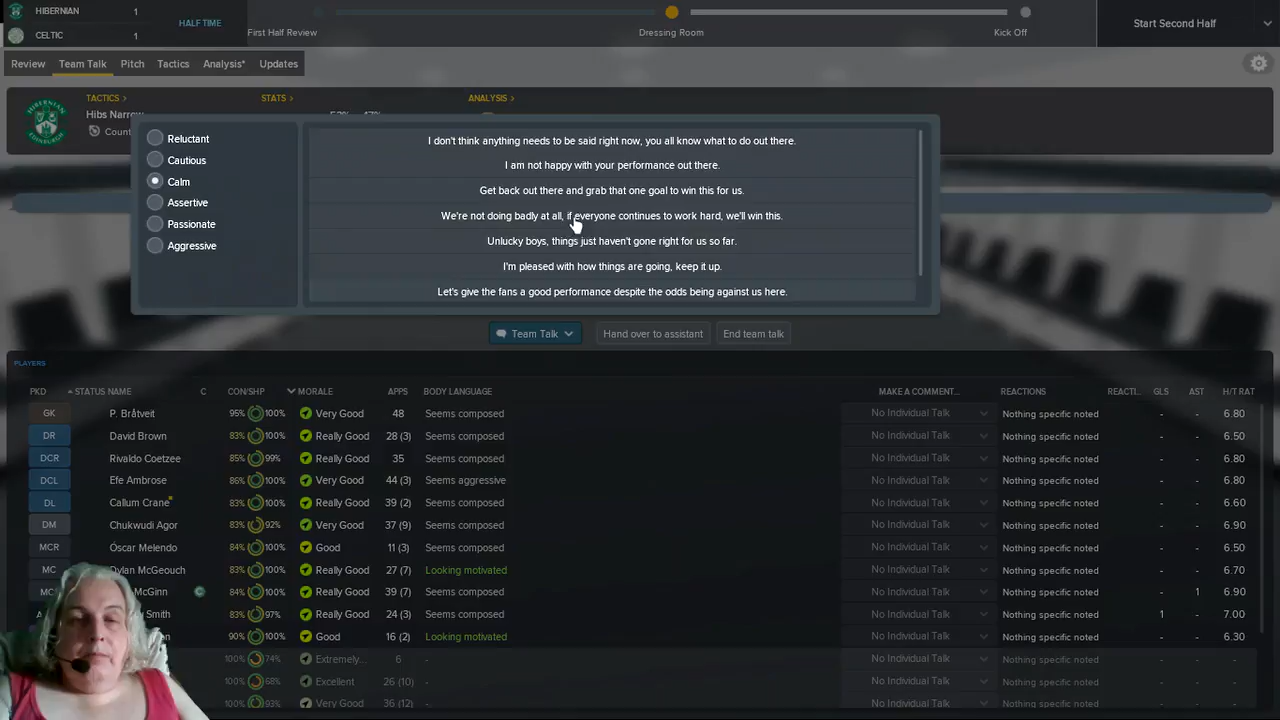 HIBERNIAN 1
CELTIC 1
HALF TIME
First Half Review
Dressing Room
Kick Off
Start Second Half
Review Team Talk Pitch Tactics Analysis* Updates
TACTICS > STATS > ANALYSIS >
Hibs Narrow
Count
Reluctant
Cautious
Calm
Assertive
Passionate
Aggressive
I don't think anything needs to be said right now, you all know what to do out there.
I am not happy with your performance out there.
Get back out there and grab that one goal to win this for us.
We're not doing badly at all, if everyone continues to work hard, we'll win this.
Unlucky boys, things just haven't gone right for us so far.
I'm pleased with how things are going, keep it up.
Let's give the fans a good performance despite the odds being against us here.
Team Talk Hand over to assistant End team talk
PLAYERS
PKD STATUS NAME C CON/SHP MORALE APPS BODY LANGUAGE MAKE A COMMENT... REACTIONS REACTI... GLS AST H/T RAT
GK P. Bråtveit 95% 100% Very Good 48 Seems composed No Individual Talk Nothing specific noted - - 6.80
DR David Brown 83% 100% Really Good 28 (3) Seems composed No Individual Talk Nothing specific noted - - 6.50
DCR Rivaldo Coetzee 85% 99% Really Good 35 Seems composed No Individual Talk Nothing specific noted - - 6.80
DCL Efe Ambrose 86% 100% Very Good 44 (3) Seems aggressive No Individual Talk Nothing specific noted - - 6.80
DL Callum Crane 83% 100% Really Good 39 (2) Seems composed No Individual Talk Nothing specific noted - - 6.60
DM Chukwudi Agor 83% 92% Very Good 37 (9) Seems composed No Individual Talk Nothing specific noted - - 6.90
MCR Óscar Melendo 84% 100% Good 11 (3) Seems composed No Individual Talk Nothing specific noted - - 6.50
MC Dylan McGeouch 83% 100% Really Good 27 (7) Looking motivated No Individual Talk Nothing specific noted - - 6.70
McGinn C 84% 100% Really Good 39 (7) Seems composed No Individual Talk Nothing specific noted - 1 6.90
Smith 83% 97% Really Good 24 (3) Seems composed No Individual Talk Nothing specific noted 1 - 7.00
90% 100% Good 16 (2) Looking motivated No Individual Talk Nothing specific noted - - 6.30
100% 74% Extremely... 6 - No Individual Talk Nothing specific noted - - -
100% 68% Excellent 26 (10) - No Individual Talk Nothing specific noted - - -
100% 93% Very Good 36 (12) - No Individual Talk Nothing specific noted - - -